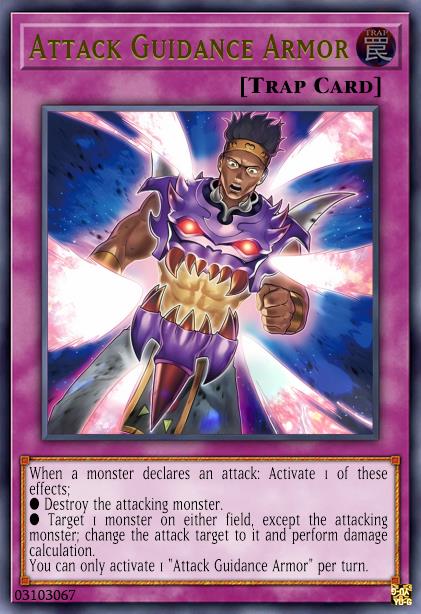 ATTACK GUIDANCE ARMOR
TRAP
罠
[TRAP CARD]
When a monster declares an attack: Activate 1 of these
effects;
● Destroy the attacking monster.
● Target 1 monster on either field, except the attacking
monster; change the attack target to it and perform damage
calculation.
You can only activate 1 "Attack Guidance Armor" per turn.
03103067